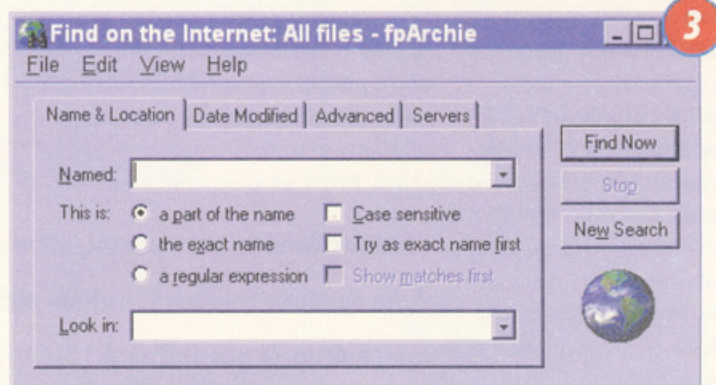 Find on the Internet: All files - fpArchie
3
File Edit View Help
Name & Location Date Modified Advanced Servers
Find Now
Named:
Stop
This is: a part of the name Case sensitive
New Search
the exact name Try as exact name first
a regular expression Show matches first
Look in: